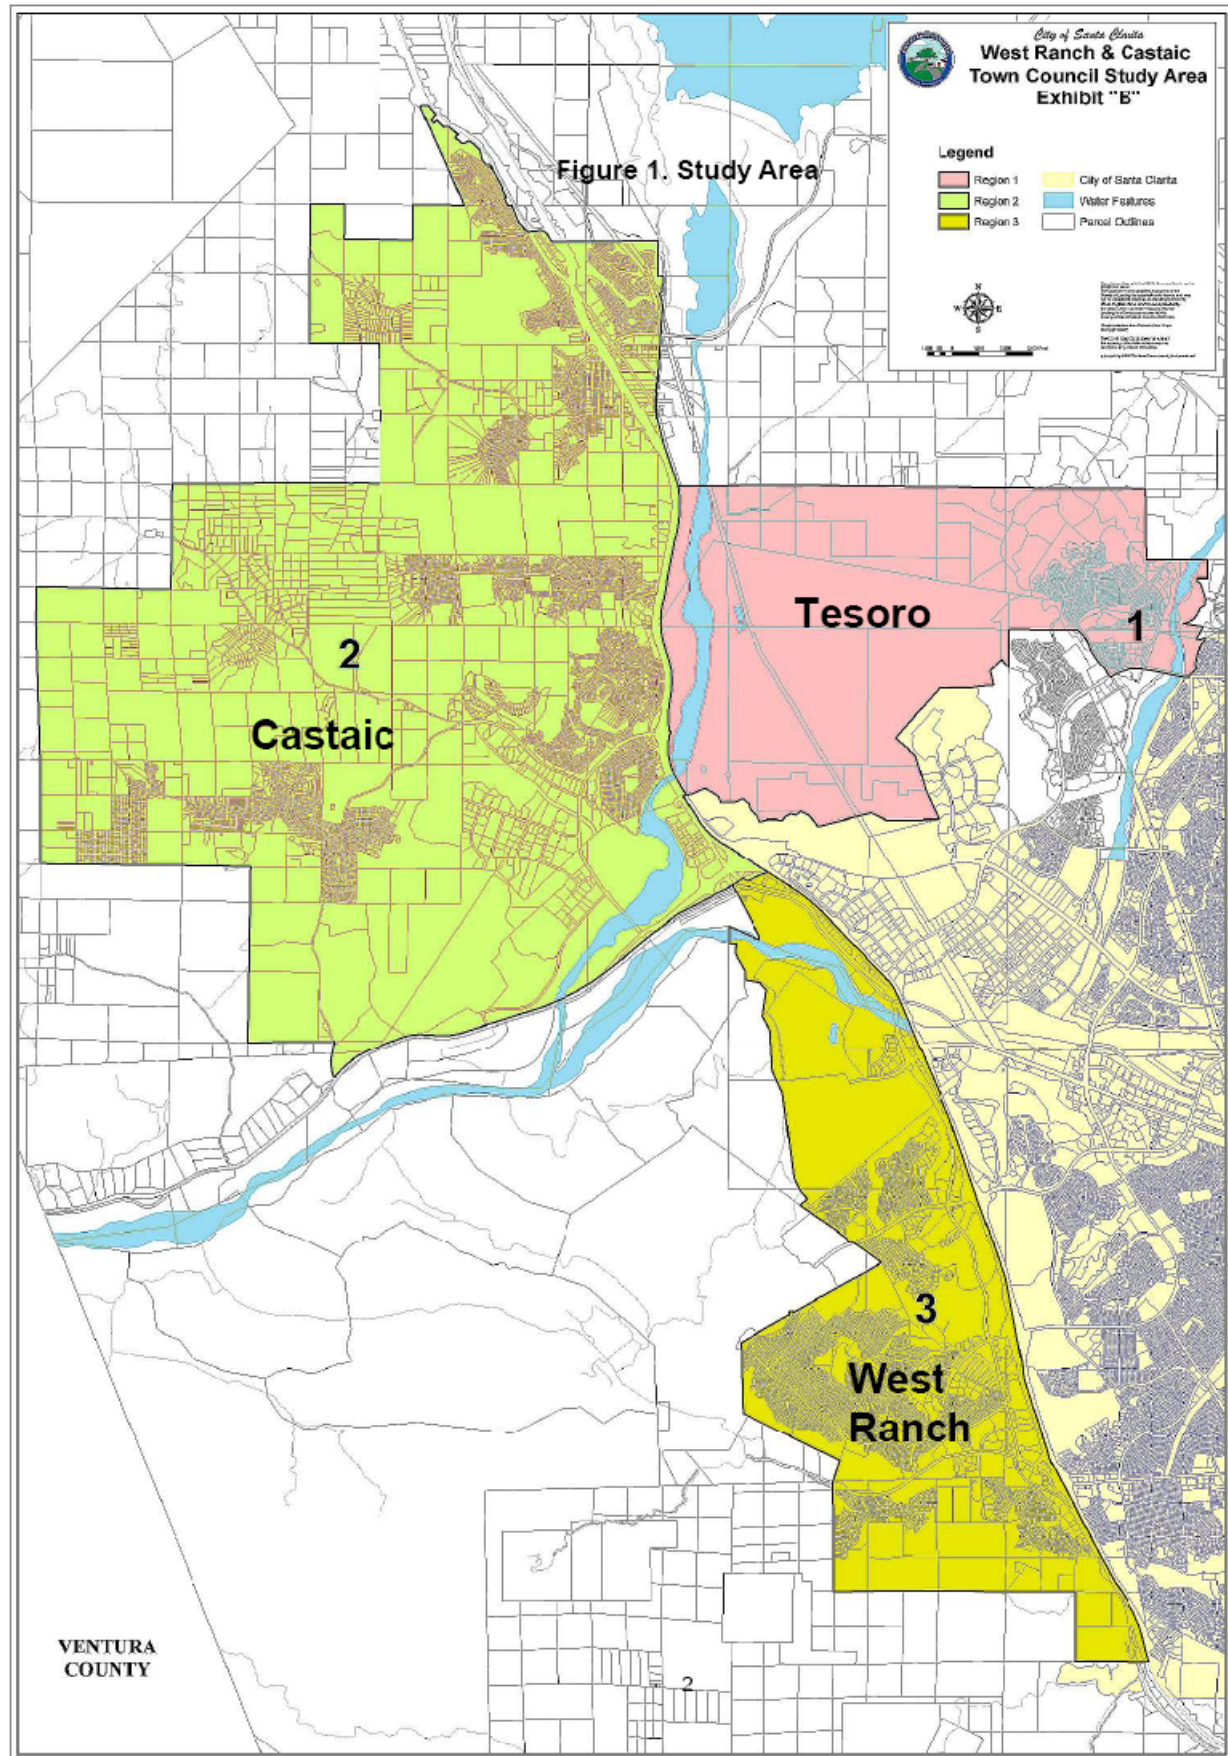 City of Santa Clarita
West Ranch & Castaic
Town Council Study Area
Exhibit "B"
Legend
Region 1
Region 2
Region 3
City of Santa Clarita
Water Features
Parcel Outlines
N
W
E
S
Figure 1. Study Area
Tesoro
1
2
Castaic
3
West
Ranch
VENTURA
COUNTY
2